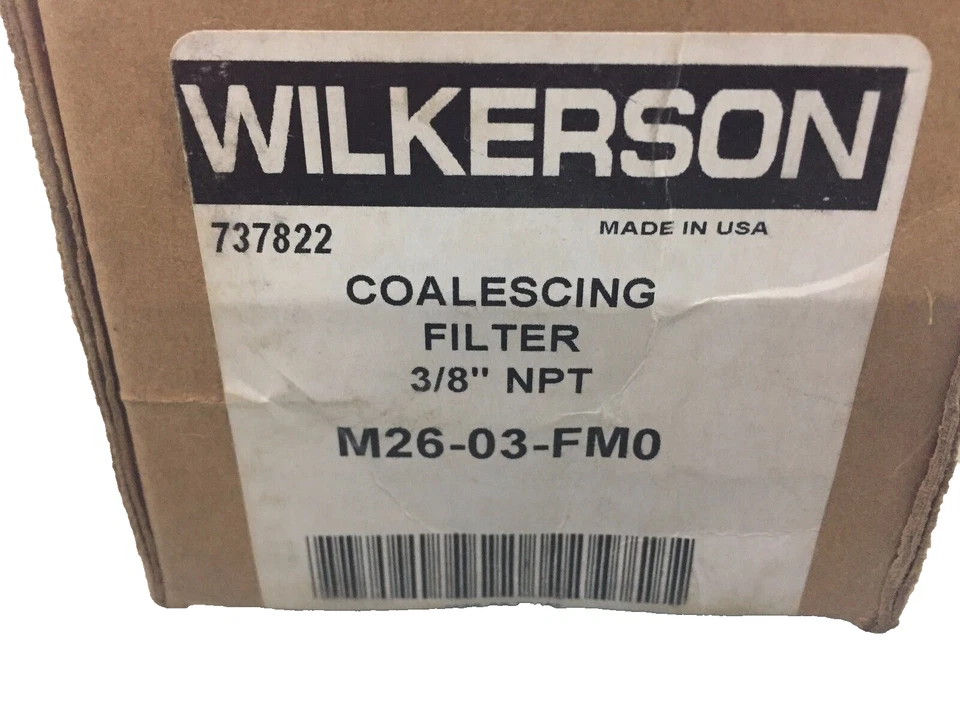 WILKERSON
737822 MADE IN USA
COALESCING
FILTER
3/8" NPT
M26-03-FM0